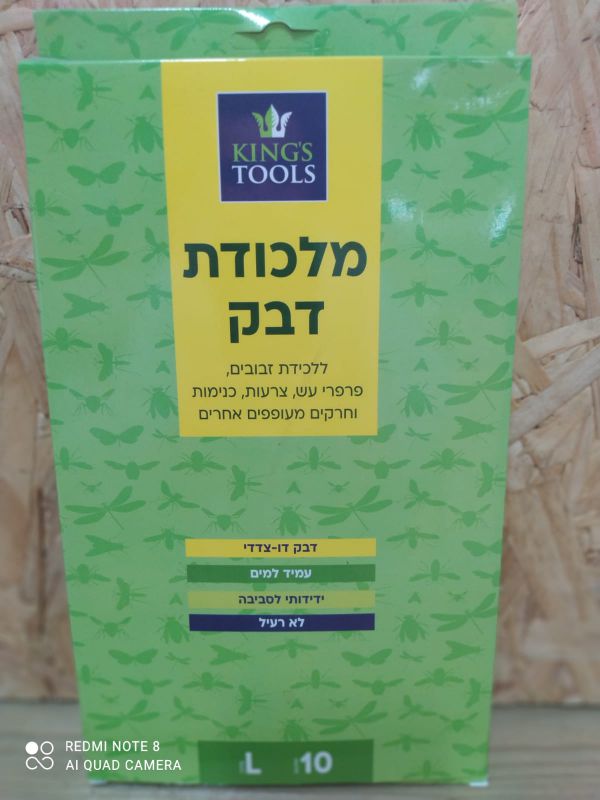 KING'S
TOOLS
מלכודת
דבק
ללכידת זבובים,
פרפרי עש, צרעות, כנימות
וחרקים מעופפים אחרים
דבק דו-צדדי
עמיד למים
ידידותי לסביבה
לא רעיל
L
10
REDMI NOTE 8
AI QUAD CAMERA